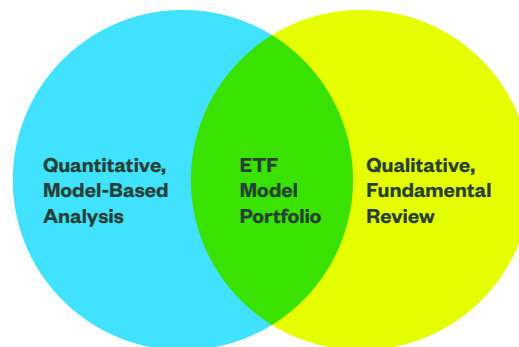 Quantitative,
Model-Based
Analysis
ETF
Model
Portfolio
Qualitative,
Fundamental
Review